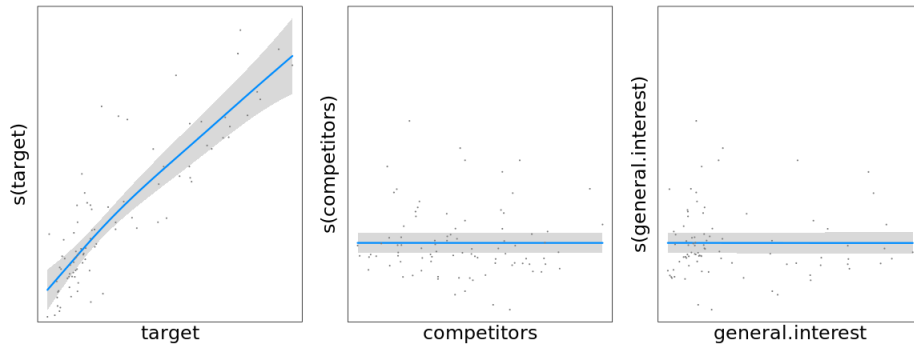 s(target)
target
s(competitors)
competitors
s(general.interest)
general.interest